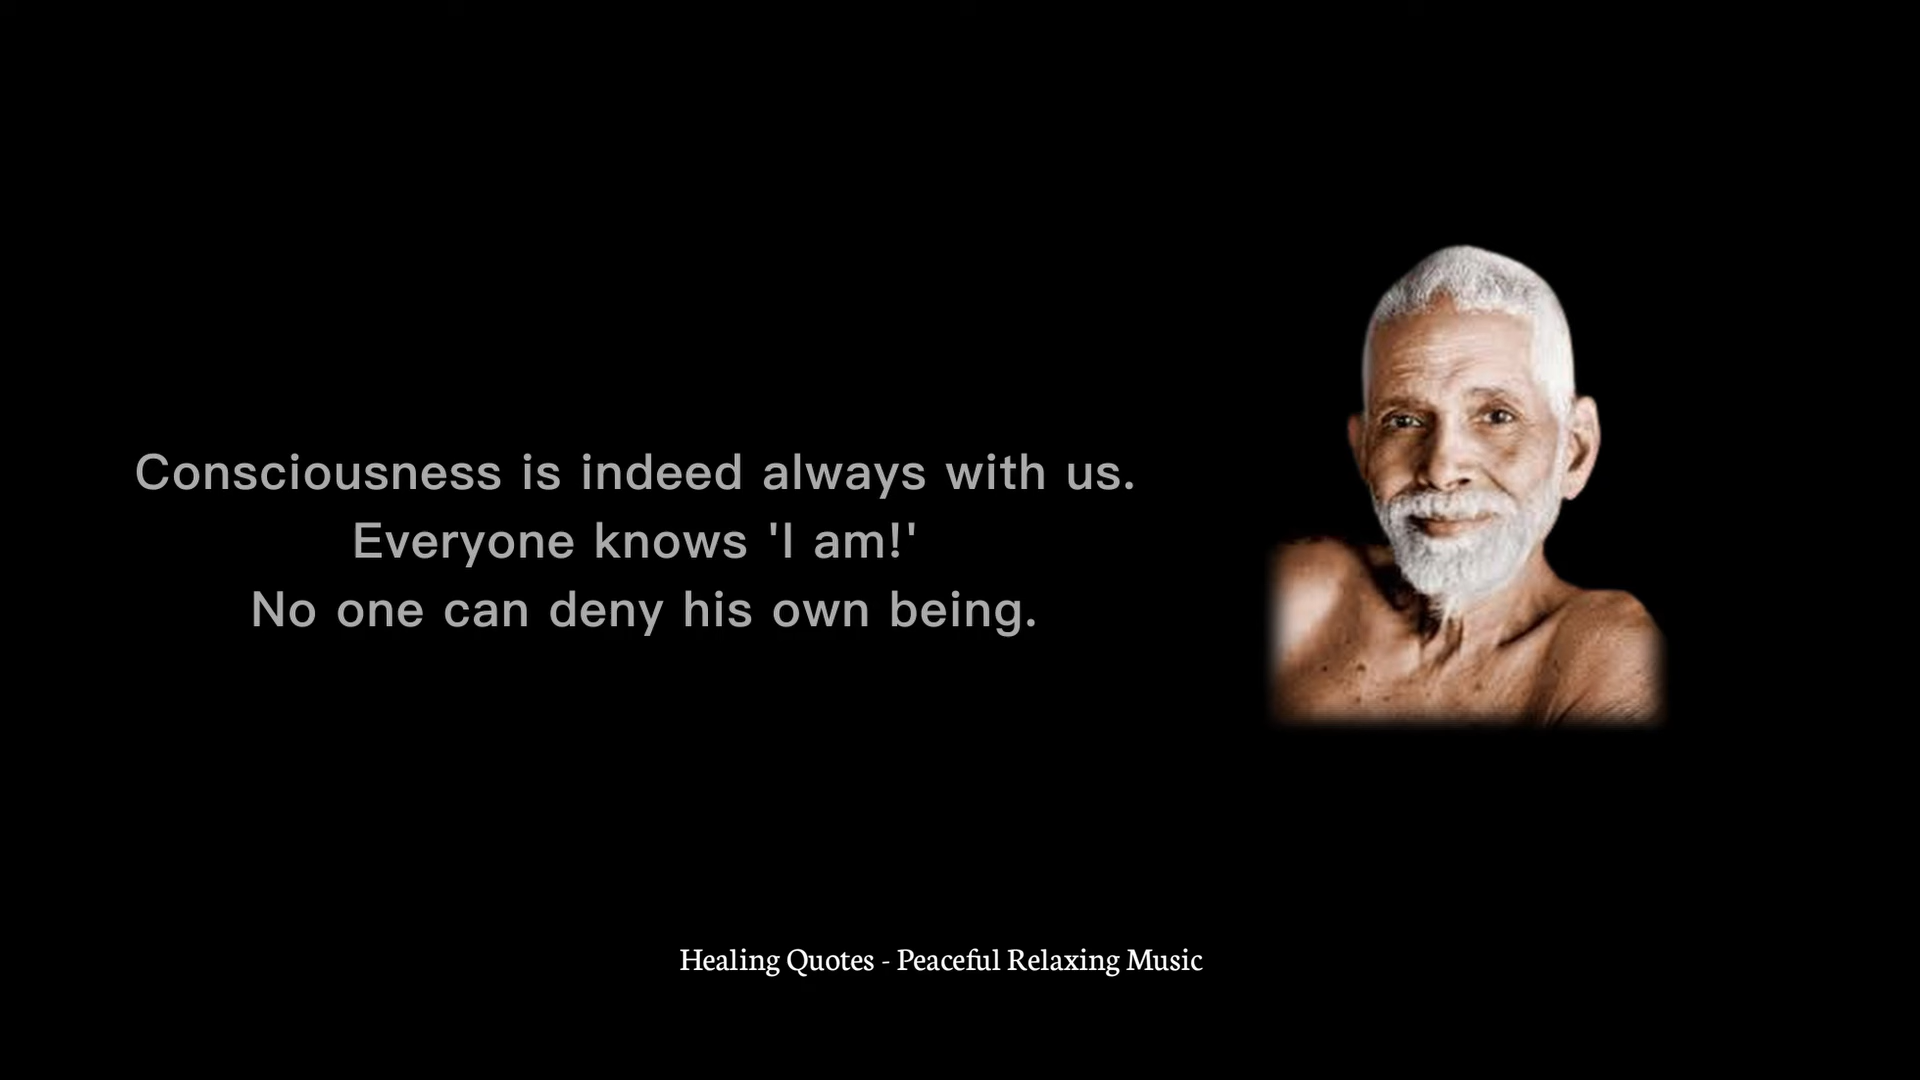 Consciousness is indeed always with us.
Everyone knows 'I am!'
No one can deny his own being.
Healing Quotes - Peaceful Relaxing Music